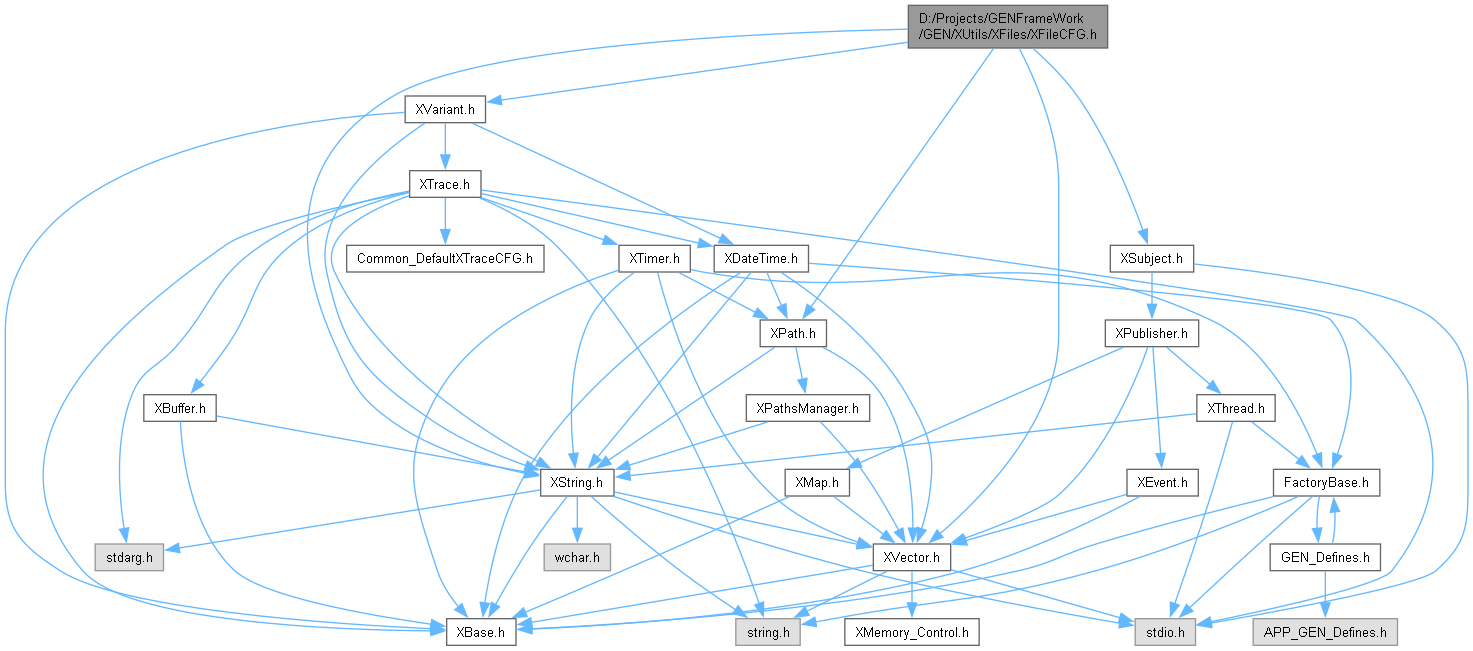 D:/Projects/GENFrameWork
/GEN/XUtils/XFiles/XFileCFG.h
XVariant.h
XTrace.h
Common_DefaultXTraceCFG.h
XTimer.h
XDateTime.h
XSubject.h
XPath.h
XPublisher.h
XBuffer.h
XPathsManager.h
XThread.h
XString.h
XMap.h
XEvent.h
FactoryBase.h
stdarg.h
wchar.h
XVector.h
GEN_Defines.h
XBase.h
string.h
XMemory_Control.h
stdio.h
APP_GEN_Defines.h